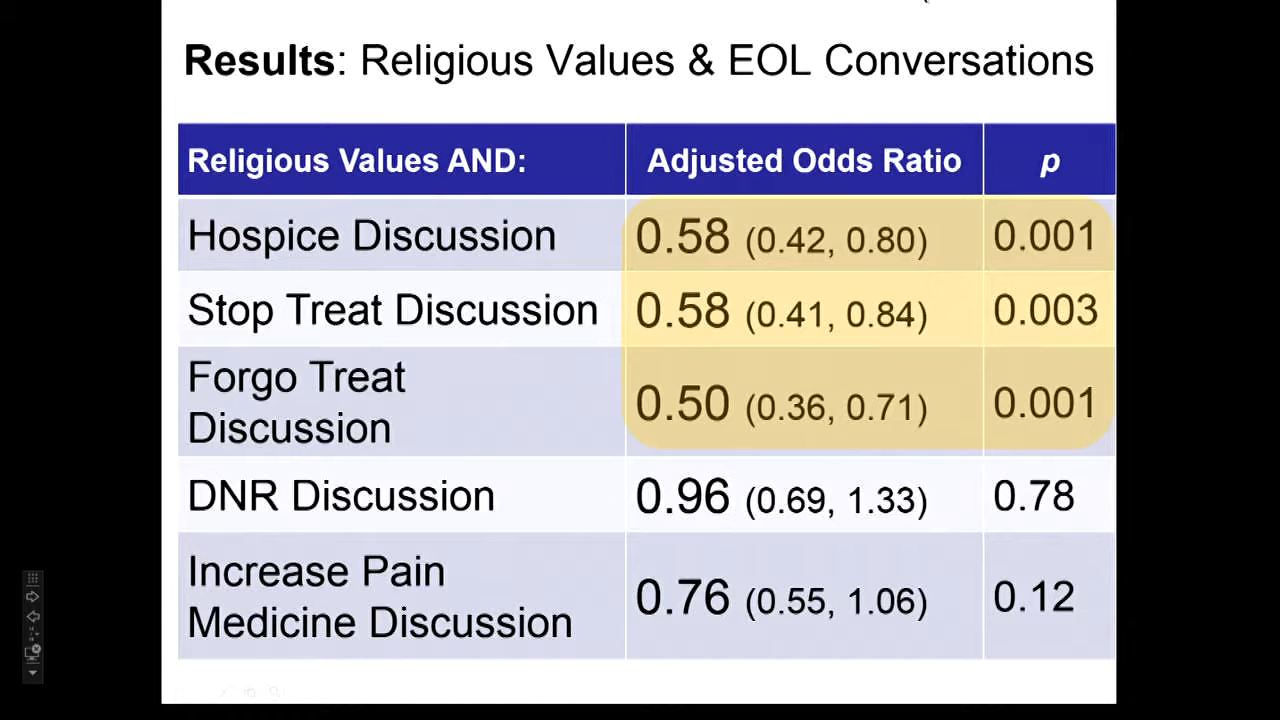 Results: Religious Values & EOL Conversations
Religious Values AND: Adjusted Odds Ratio p
Hospice Discussion 0.58 (0.42, 0.80) 0.001
Stop Treat Discussion 0.58 (0.41, 0.84) 0.003
Forgo Treat
Discussion 0.50 (0.36, 0.71) 0.001
DNR Discussion 0.96 (0.69, 1.33) 0.78
Increase Pain
Medicine Discussion 0.76 (0.55, 1.06) 0.12